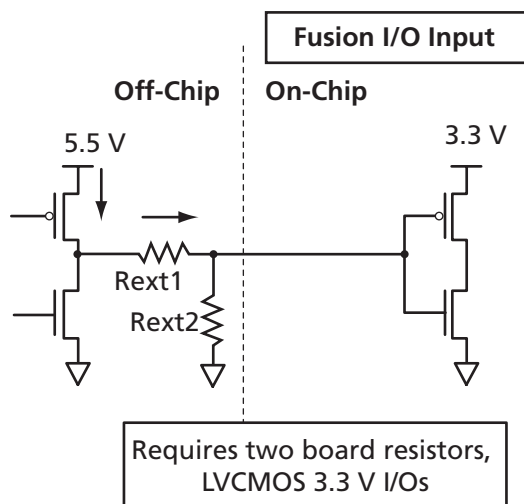 Fusion I/O Input
Off-Chip
On-Chip
5.5 V
3.3 V
Rext1
Rext2
Requires two board resistors,
LVCMOS 3.3 V I/Os